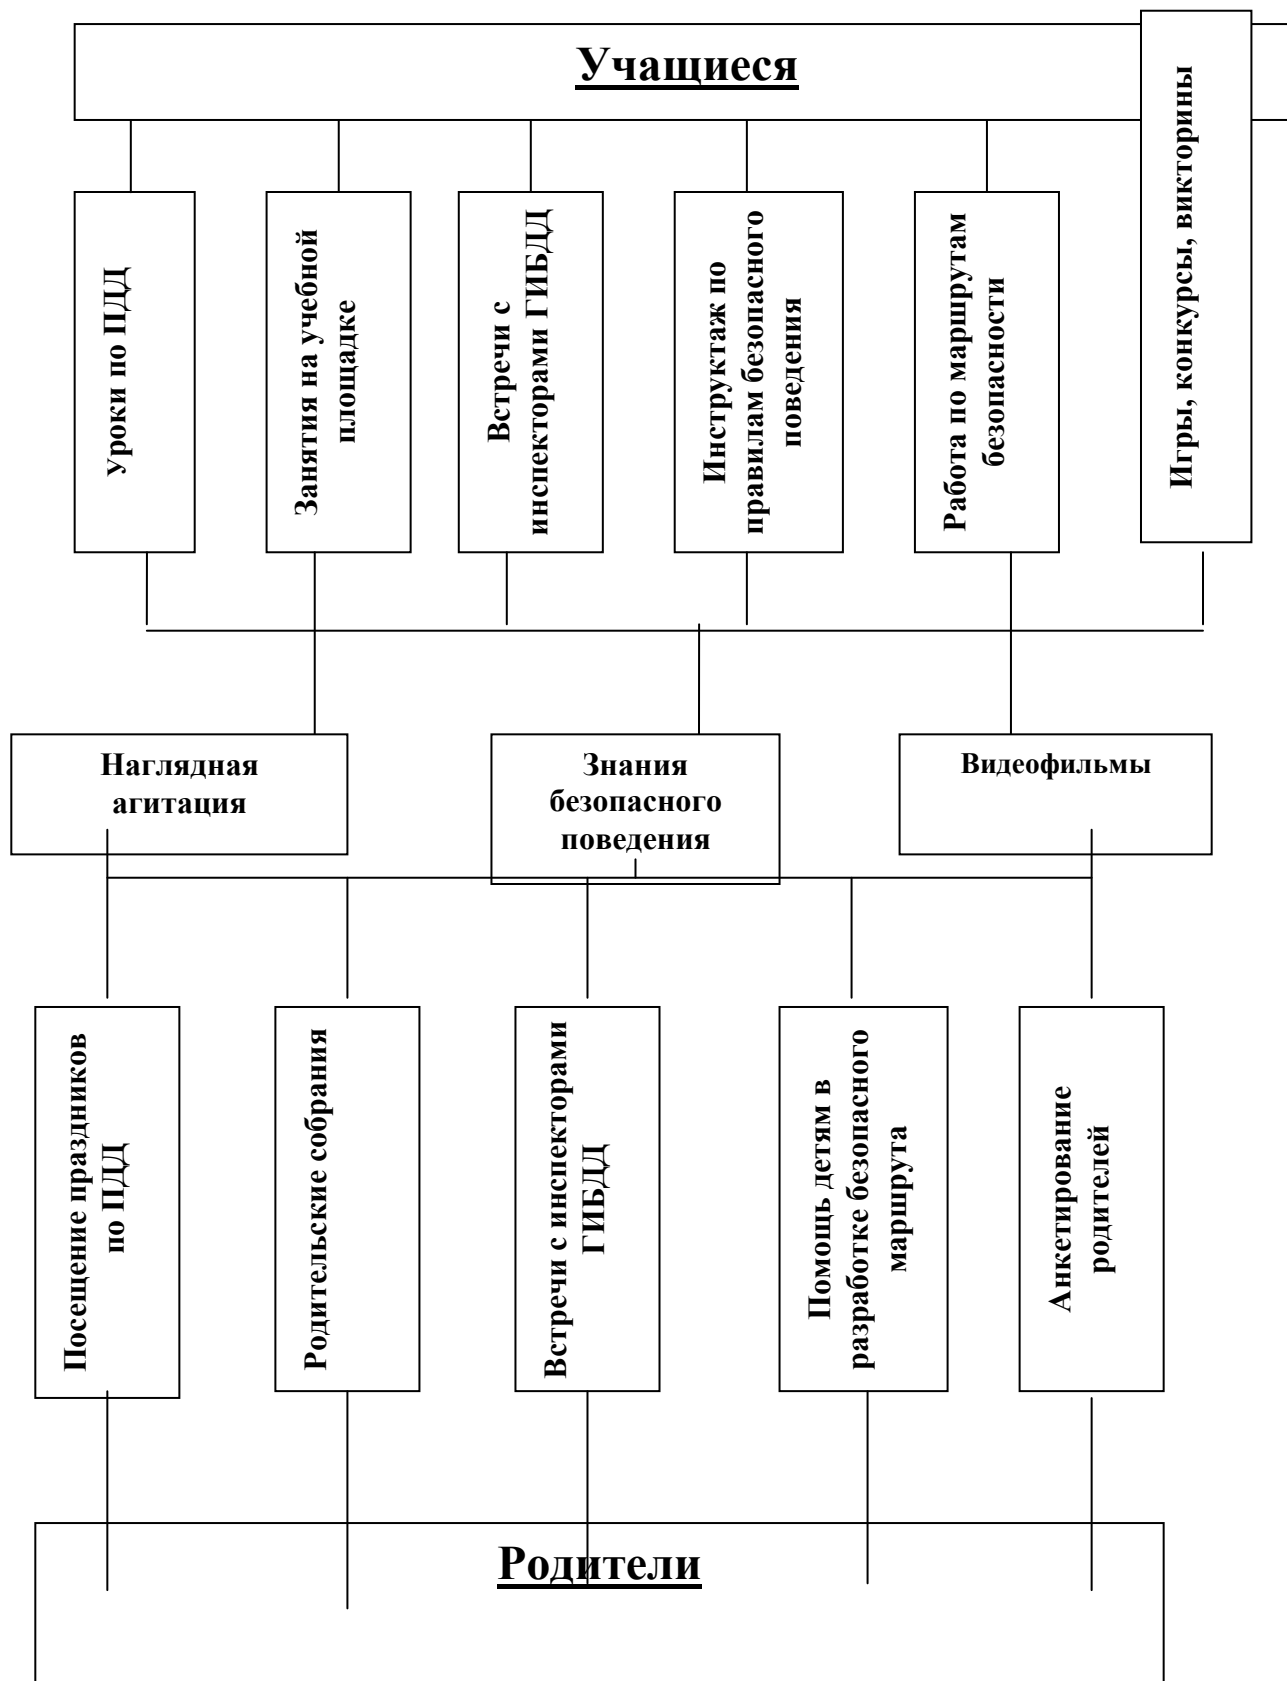 Учащиеся
Уроки по ПДД
Занятия на учебной
площадке
Встречи с
инспекторами ГИБДД
Инструктаж по
правилам безопасного
поведения
Работа по маршрутам
безопасности
Игры, конкурсы, викторины
Наглядная
агитация
Знания
безопасного
поведения
Видеофильмы
Посещение праздников
по ПДД
Родительские собрания
Встречи с инспекторами
ГИБДД
Помощь детям в
разработке безопасного
маршрута
Анкетирование
родителей
Родители